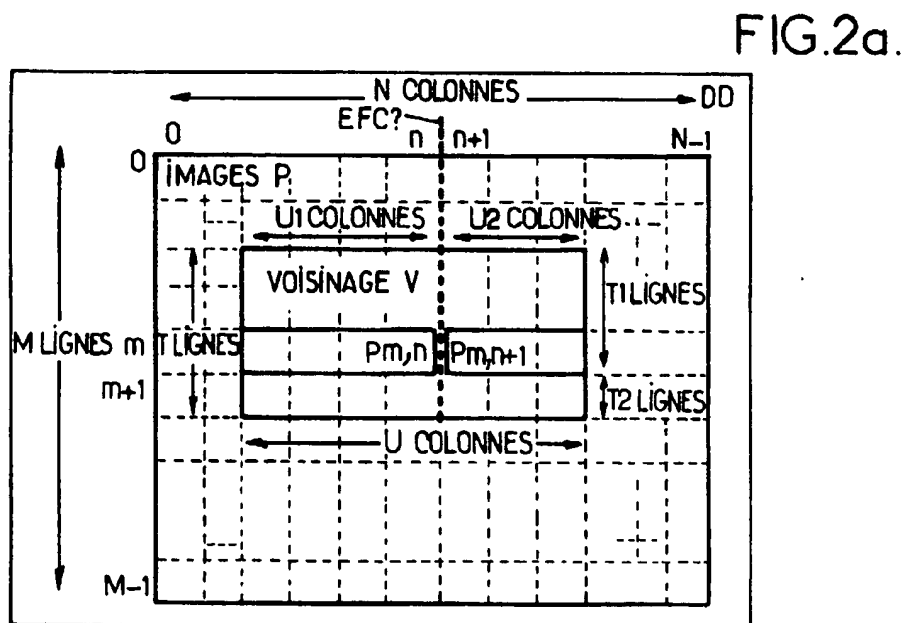 FIG.2a.
N COLONNES DD
EFC?
0 n n+1 N-1
0
IMAGES P
U1 COLONNES U2 COLONNES
VOISINAGE V
T1 LIGNES
M LIGNES m T LIGNES Pm,n Pm,n+1
m+1
T2 LIGNES
U COLONNES
M-1